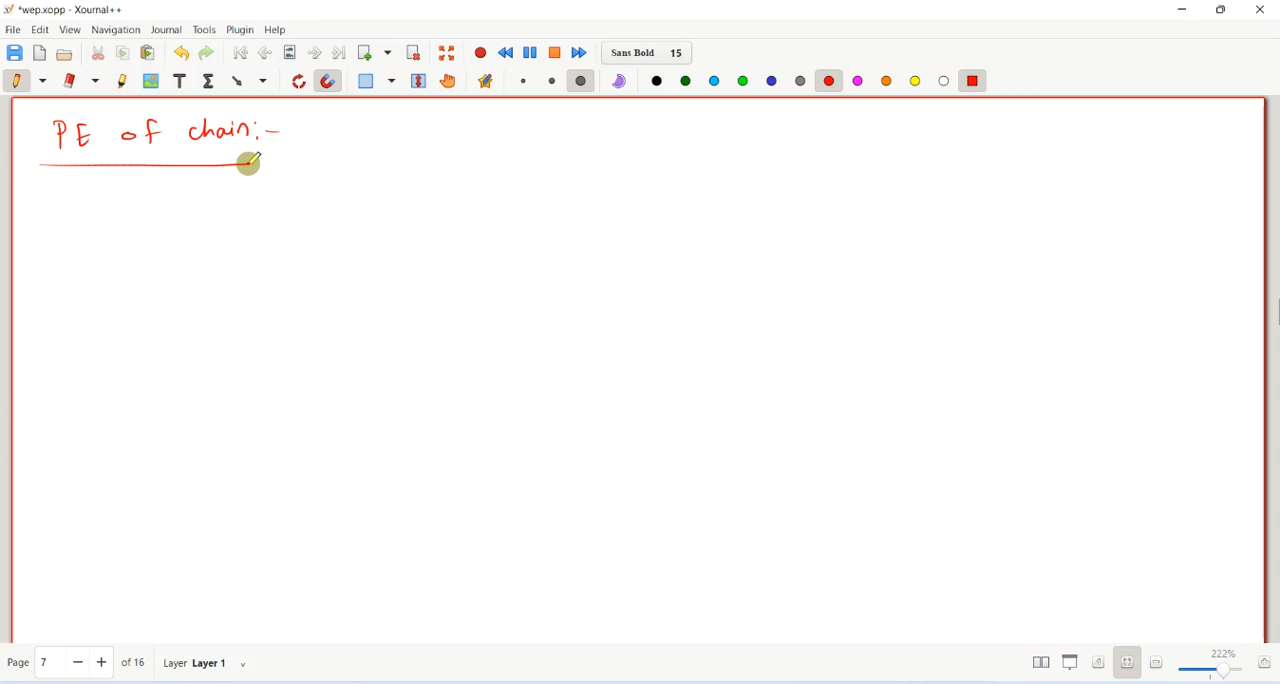 *wep.xopp - Xournal++
File Edit View Navigation Journal Tools Plugin Help
Sans Bold 15
PE of chain:-
222%
Page 7 of 16 Layer Layer 1